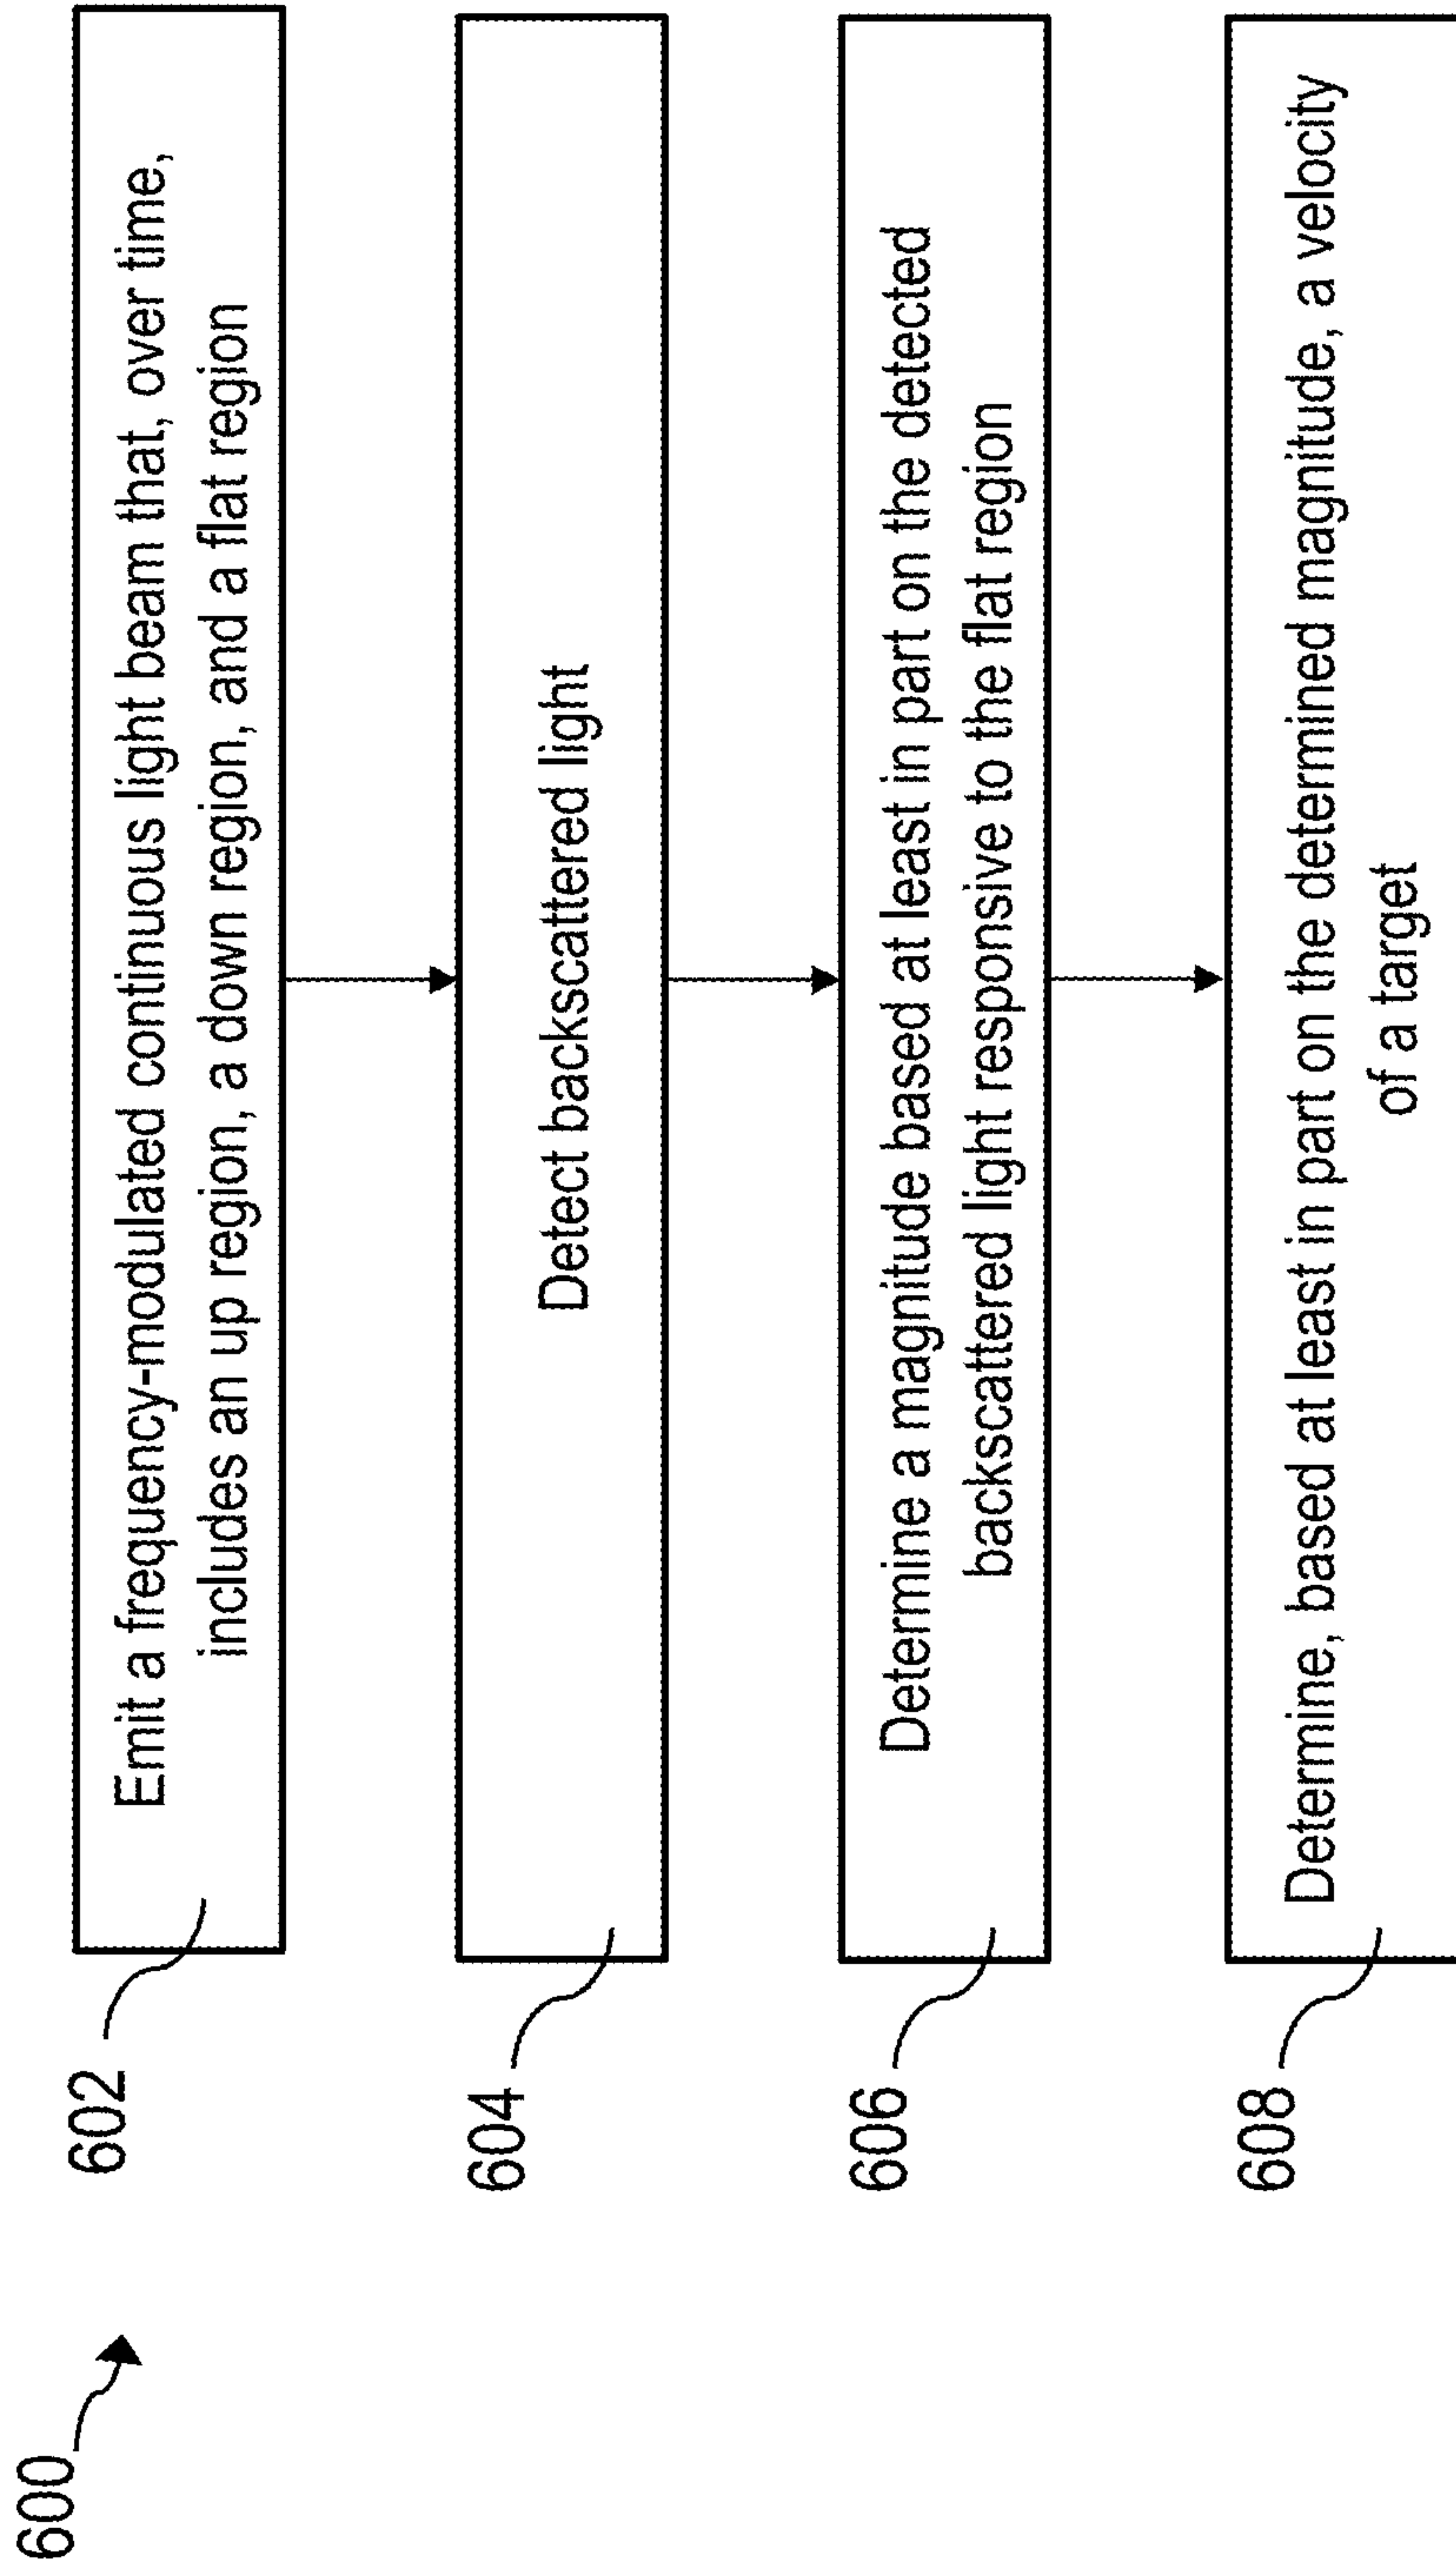 600
602
Emit a frequency-modulated continuous light beam that, over time,
includes an up region, a down region, and a flat region
604
Detect backscattered light
606
Determine a magnitude based at least in part on the detected
backscattered light responsive to the flat region
608
Determine, based at least in part on the determined magnitude, a velocity
of a target